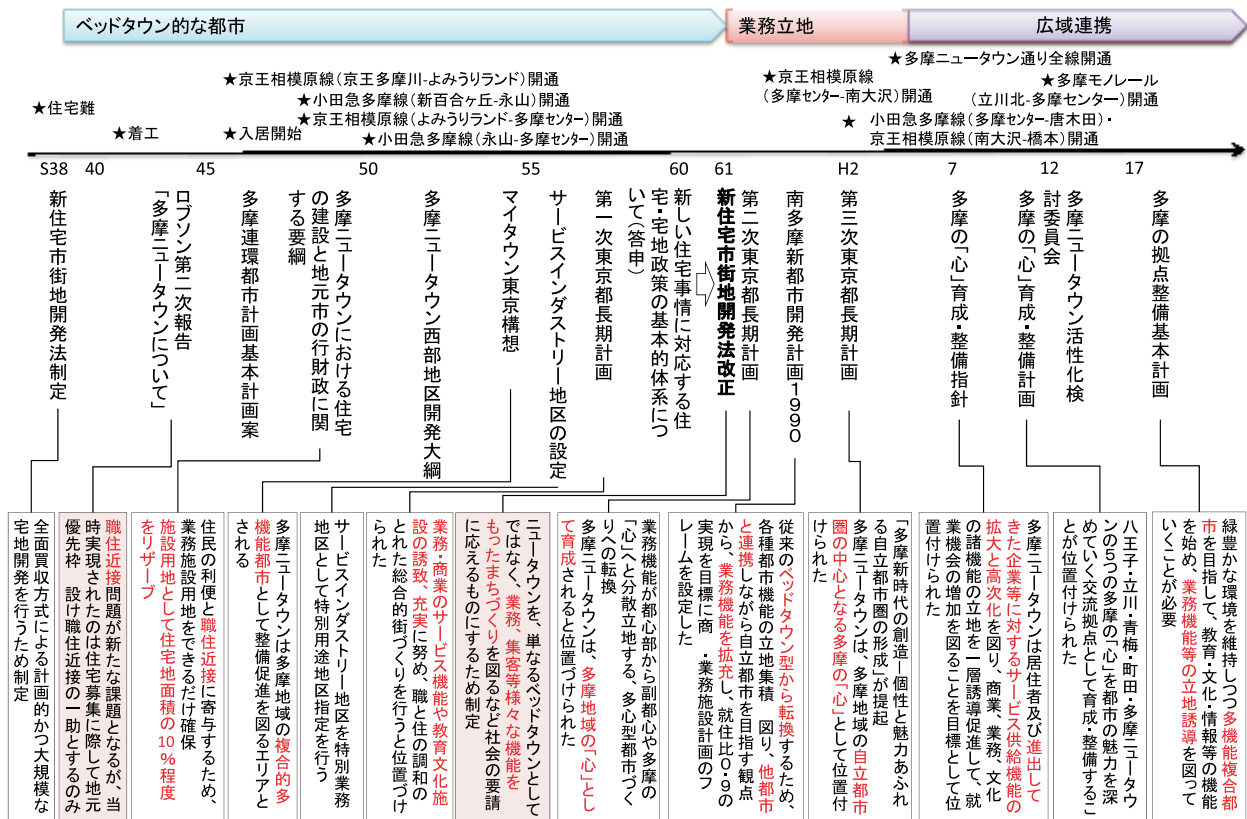 ベッドタウン的な都市
業務立地
広域連携
★住宅難
★着工
★入居開始
★京王相模原線(京王多摩川-よみうりランド)開通
★小田急多摩線(新百合ヶ丘-永山)開通
★京王相模原線(よみうりランド-多摩センター)開通
★小田急多摩線(永山-多摩センター)開通
★京王相模原線
(多摩センター-南大沢)開通
★多摩ニュータウン通り全線開通
★多摩モノレール
(立川北-多摩センター)開通
★ 小田急多摩線(多摩センター-唐木田)・
京王相模原線(南大沢-橋本)開通
S38 40 45 50 55 60 61 H2 7 12 17
新住宅市街地開発法制定
ロブソン第二次報告
「多摩ニュータウンについて」
多摩連環都市計画基本計画案
多摩ニュータウンにおける住宅
の建設と地元市の行財政に関
する要綱
多摩ニュータウン西部地区開発大綱
マイタウン東京構想
サービスインダストリー地区の設定
第一次東京都長期計画
新しい住宅事情に対応する住
宅・宅地政策の基本的体系につ
いて(答申)
新住宅市街地開発法改正
第二次東京都長期計画
南多摩新都市開発計画1990
第三次東京都長期計画
多摩の「心」育成・整備指針
多摩の「心」育成・整備計画
多摩ニュータウン活性化検
討委員会
多摩の拠点整備基本計画
全面買収方式による計画的かつ大規模な
宅地開発を行うため制定
職住近接問題が新たな課題となるが、当
時実現されたのは住宅募集に際して地元
優先枠 設け職住近接の一助とするのみ
住民の利便と職住近接に寄与するため、
業務施設用地をできるだけ確保
施設用地として住宅地面積の10%程度
をリザーブ
多摩ニュータウンは多摩地域の複合的多
機能都市として整備促進を図るエリアと
される
サービスインダストリー地区を特別業務
地区として特別用途地区指定を行う
業務・商業のサービス機能や教育文化施
設の誘致、充実に努め、職と住の調和の
とれた総合的街づくりを行うと位置づけ
られた
ニュータウンを、単なるベッドタウンとして
ではなく、業務、集客等様々な機能を
もったまちづくりを図るなど社会の要請
に応えるものにするため制定
業務機能が都心部から副都心や多摩の
「心」へと分散立地する、多心型都市づく
りへの転換
多摩ニュータウンは、多摩地域の「心」とし
て育成されると位置づけられた
従来のベッドタウン型から転換するため、
各種都市機能の立地集積 図り、他都市
と連携しながら自立都市を目指す観点
から、業務機能を拡充し、就住比0.9の
実現を目標に商 ・業務施設計画のフ
レームを設定した
「多摩新時代の創造－個性と魅力あふれ
る自立都市圏の形成」が提起
多摩ニュータウンは、多摩地域の自立都市
圏の中心となる多摩の「心」として位置付
けられた
多摩ニュータウンは居住者及び進出して
きた企業等に対するサービス供給機能の
拡大と高次化を図り、商業、業務、文化
の諸機能の立地を一層誘導促進して、就
業機会の増加を図ることを目標として位
置付けられた
八王子・立川・青梅・町田・多摩ニュータウ
ンの5つの多摩の「心」を都市の魅力を深
めていく交流拠点として育成・整備するこ
とが位置付けられた
緑豊かな環境を維持しつつ多機能複合都
市を目指して、教育・文化・情報等の機能
を始め、業務機能等の立地誘導を図って
いくことが必要